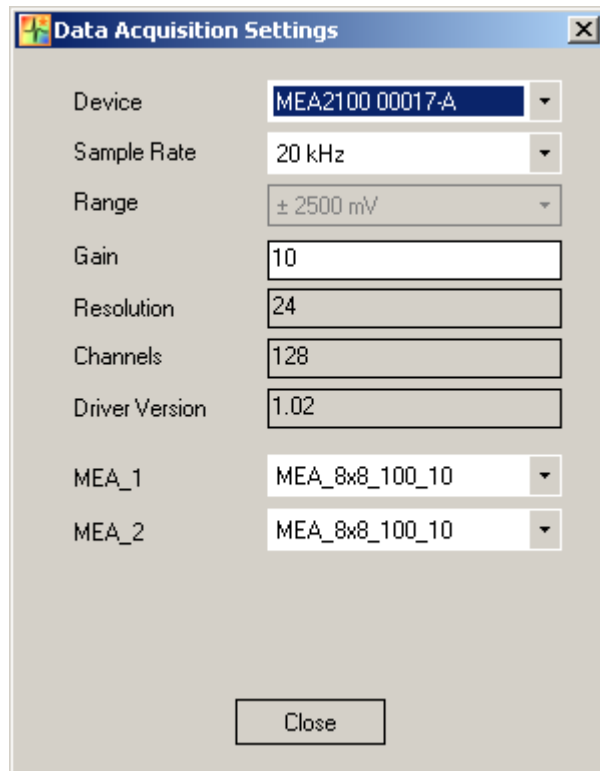 Data Acquisition Settings
Device MEA2100 00017-A
Sample Rate 20 kHz
Range ± 2500 mV
Gain 10
Resolution 24
Channels 128
Driver Version 1.02
MEA_1 MEA_8x8_100_10
MEA_2 MEA_8x8_100_10
Close